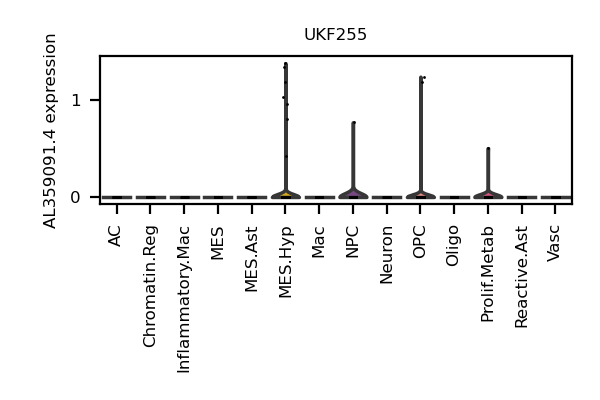 UKF255
AL359091.4 expression
1
0
AC
Chromatin.Reg
Inflammatory.Mac
MES
MES.Ast
MES.Hyp
Mac
NPC
Neuron
OPC
Oligo
Prolif.Metab
Reactive.Ast
Vasc